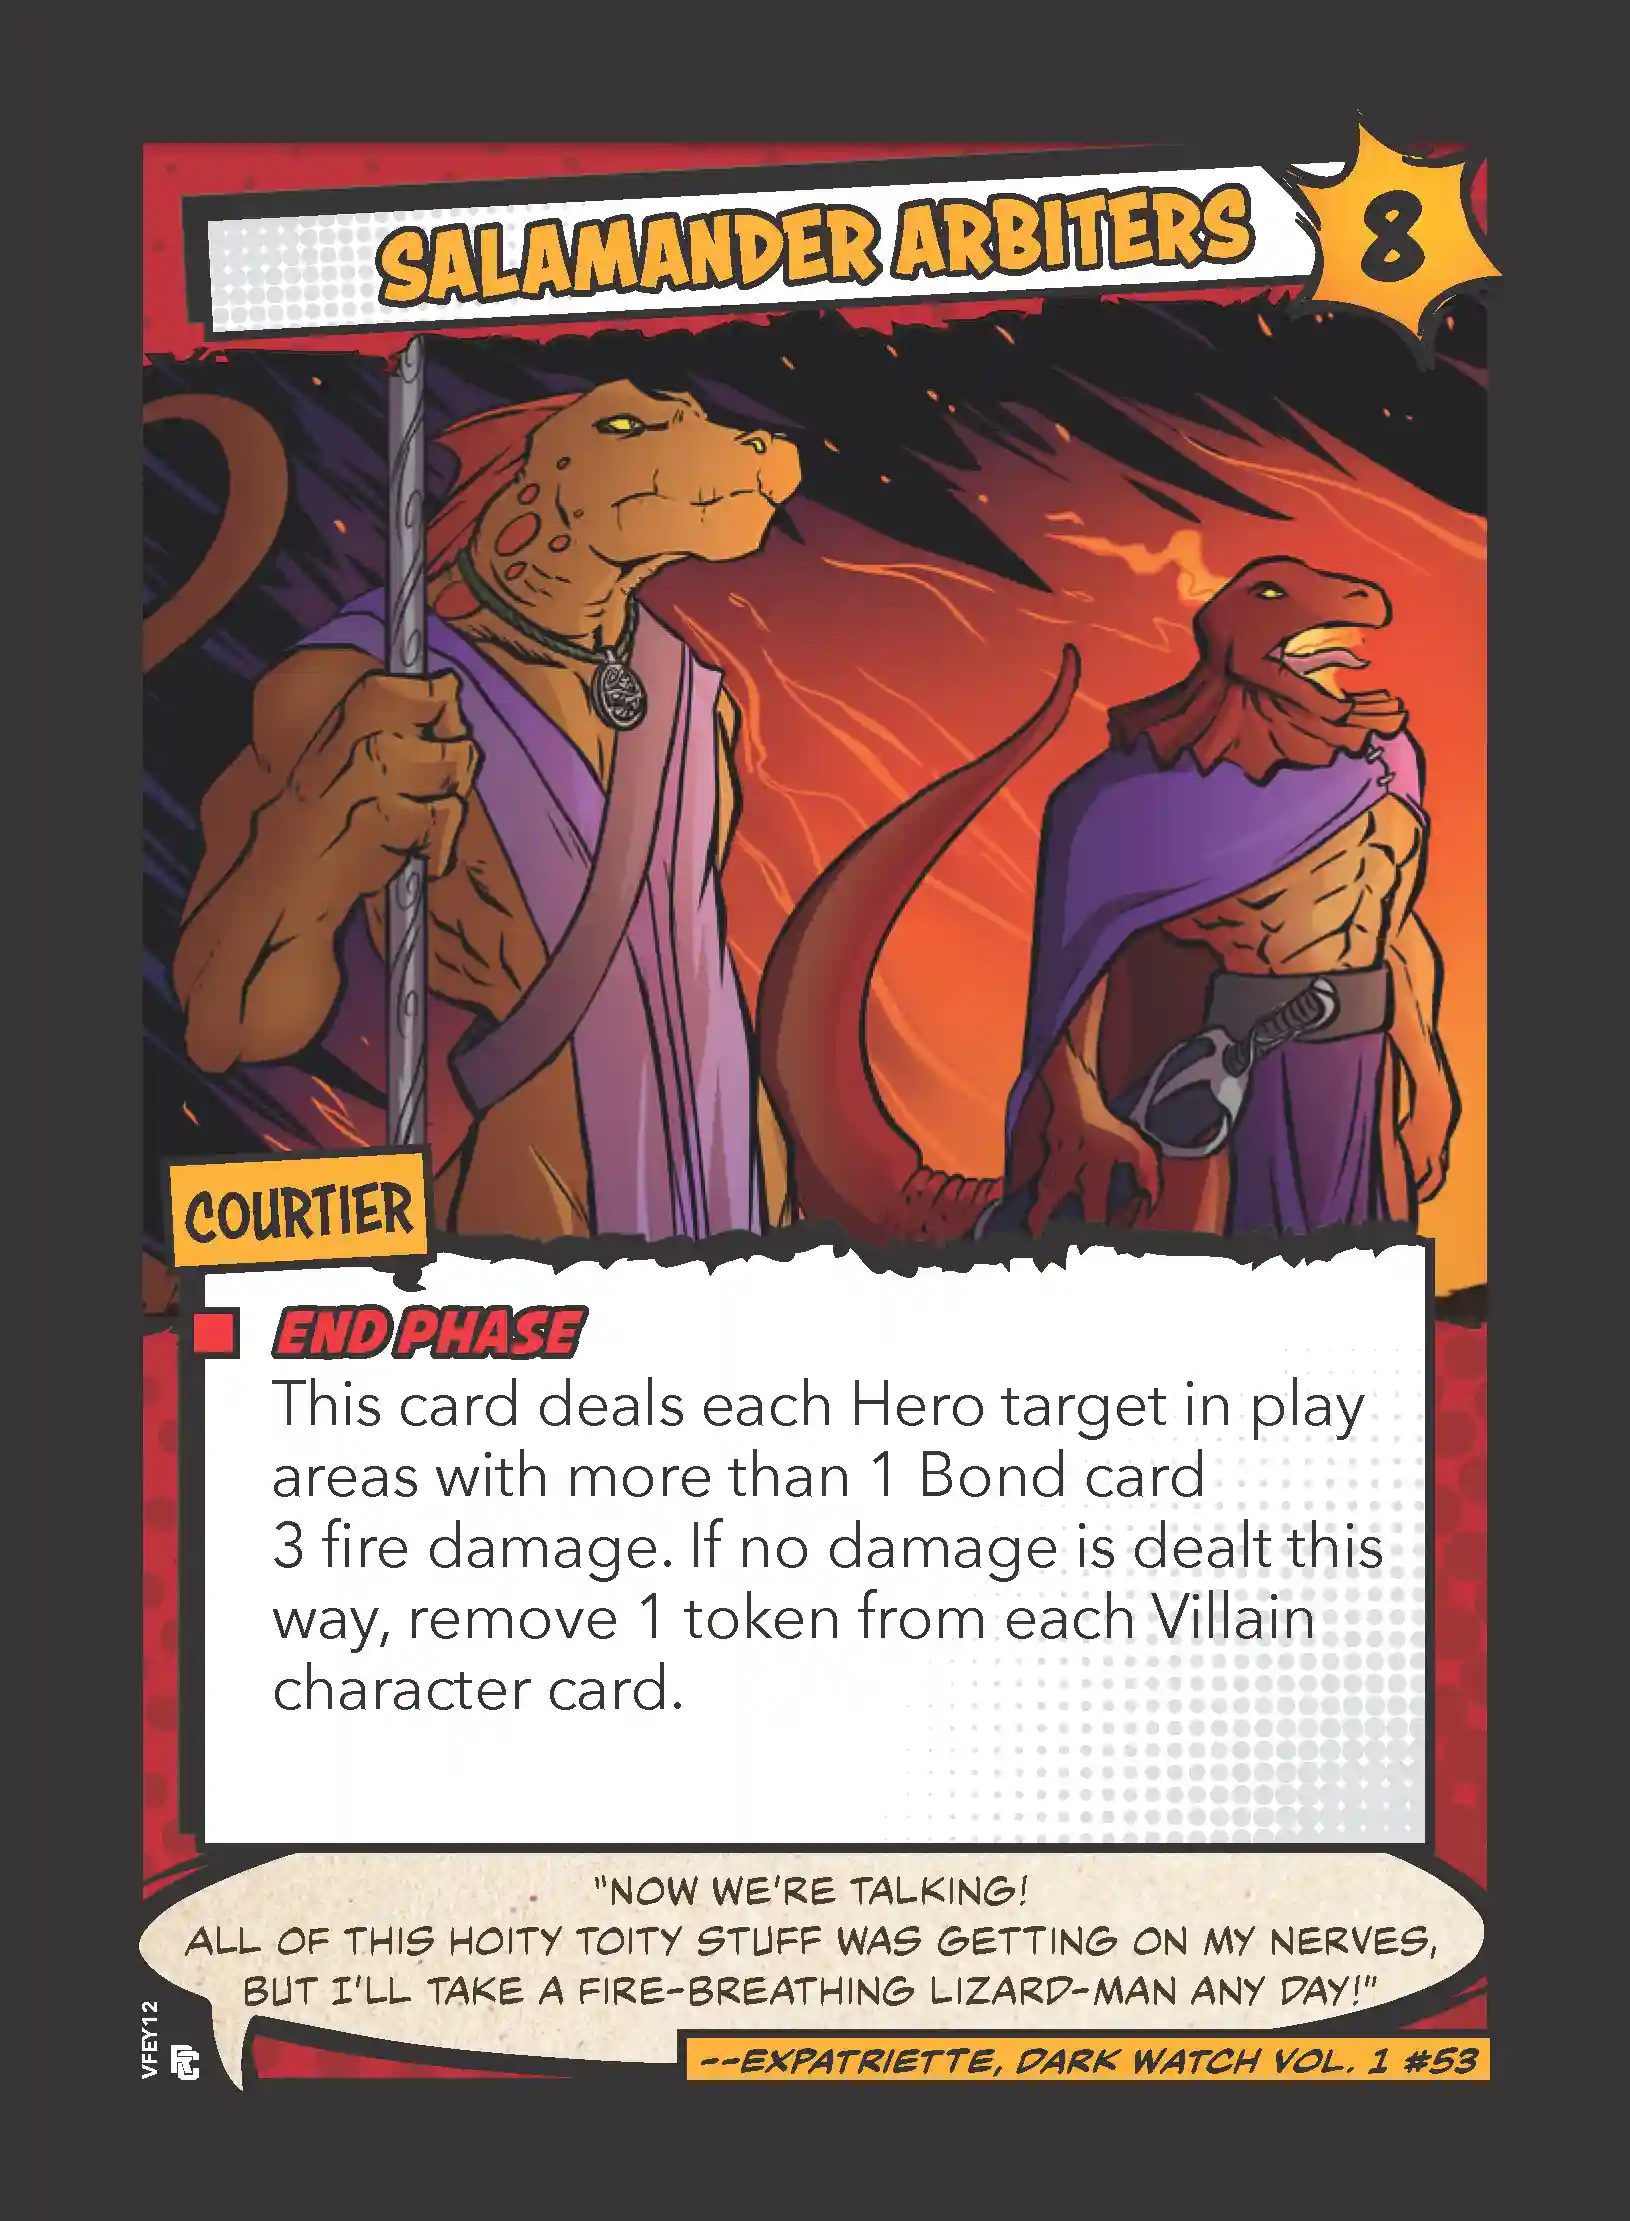 SALAMANDER ARBITERS
8
COURTIER
END PHASE
This card deals each Hero target in play
areas with more than 1 Bond card
3 fire damage. If no damage is dealt this
way, remove 1 token from each Villain
character card.
"NOW WE'RE TALKING!
ALL OF THIS HOITY TOITY STUFF WAS GETTING ON MY NERVES,
BUT I'LL TAKE A FIRE-BREATHING LIZARD-MAN ANY DAY!"
--EXPATRIETTE, DARK WATCH VOL. 1 #53
VFEY12